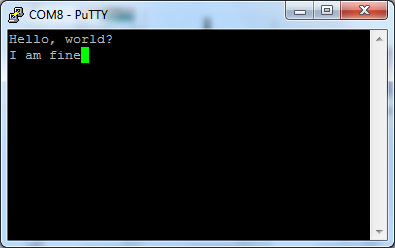 COM8 - PuTTY
Hello, world?
I am fine